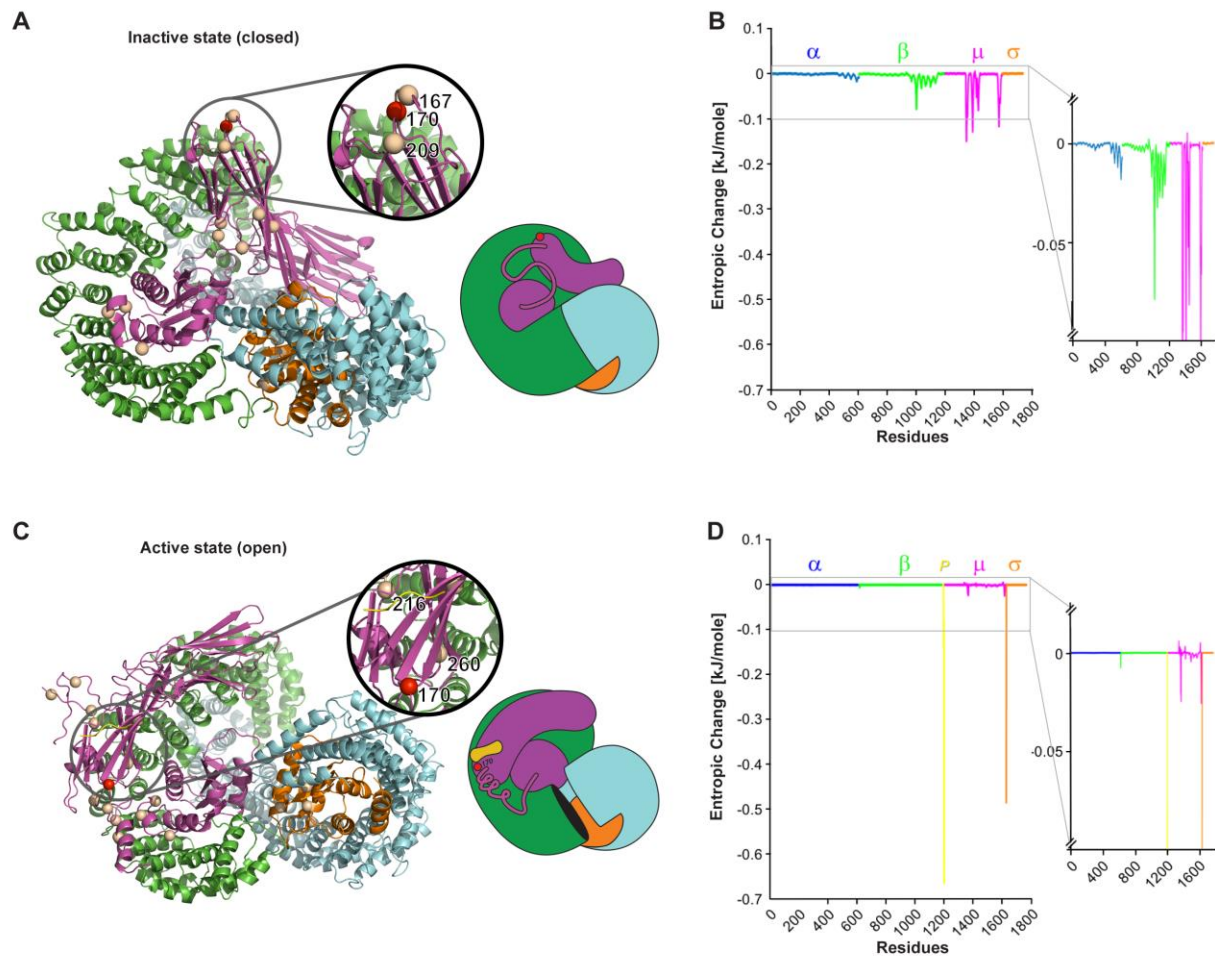 A
Inactive state (closed)
167
170
209
B
Entropic Change [kJ/mole]
0.1
0
-0.1
-0.2
-0.3
-0.4
-0.5
-0.6
-0.7
α
β
μ
σ
0 200 400 600 800 1000 1200 1400 1600 1800
Residues
0
-0.05
0 400 800 1200 1600
C
Active state (open)
216
260
170
D
Entropic Change [kJ/mole]
0.1
0
-0.1
-0.2
-0.3
-0.4
-0.5
-0.6
-0.7
α
β
P
μ
σ
0 200 400 600 800 1000 1200 1400 1600 1800
Residues
0
-0.05
0 400 800 1200 1600